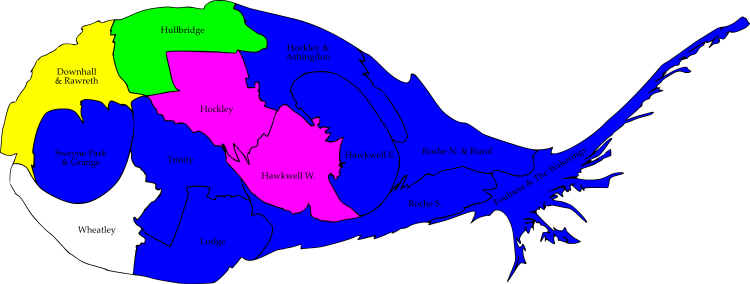 Hullbridge
Hockley &
Ashingdon
Downhall
& Rawreth
Hockley
Sweyne Park
& Grange
Trinity
Hawkwell E.
Roche N. & Rural
Hawkwell W.
Foulness & The Wakerings
Roche S.
Wheatley
Lodge